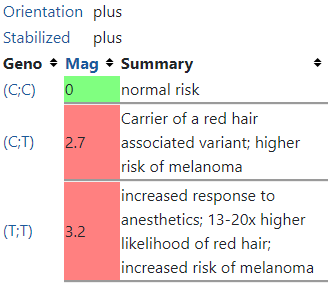 Orientation plus
Stabilized plus
Geno Mag Summary
(C;C) 0 normal risk
Carrier of a red hair
(C;T) 2.7 associated variant; higher
risk of melanoma
increased response to
anesthetics; 13-20x higher
(T;T) 3.2 likelihood of red hair;
increased risk of melanoma